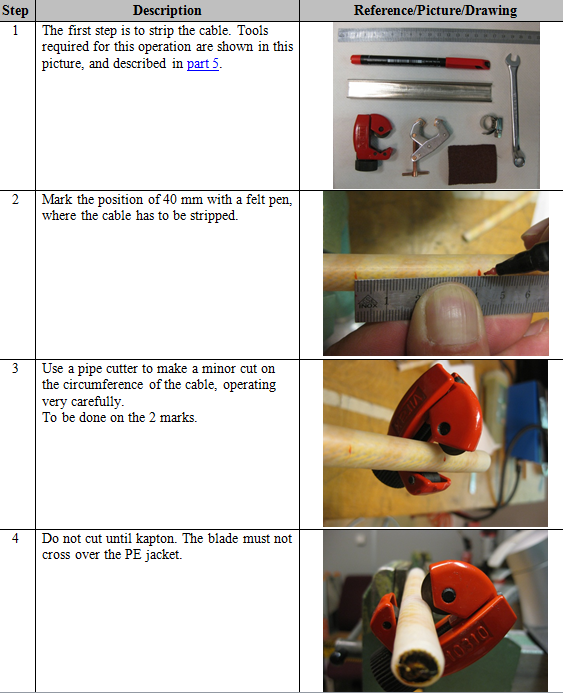 Step Description Reference/Picture/Drawing
1 The first step is to strip the cable. Tools
required for this operation are shown in this
picture, and described in part 5.
2 Mark the position of 40 mm with a felt pen,
where the cable has to be stripped.
3 Use a pipe cutter to make a minor cut on
the circumference of the cable, operating
very carefully.
To be done on the 2 marks.
4 Do not cut until kapton. The blade must not
cross over the PE jacket.